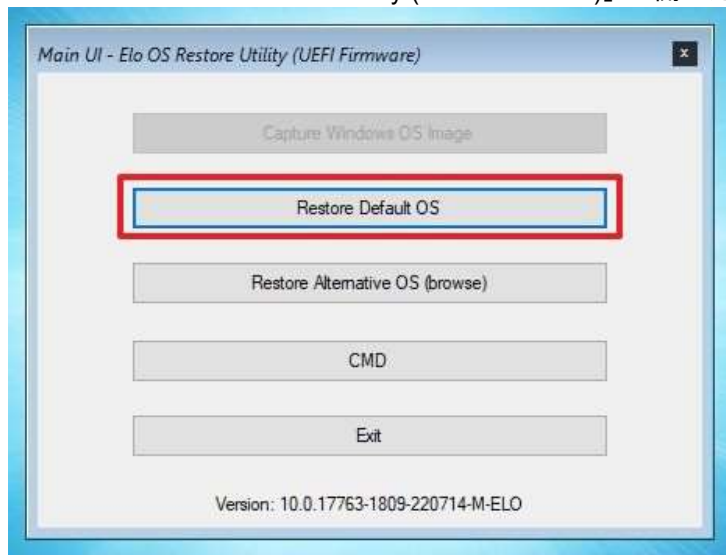 Main UI - Elo OS Restore Utility (UEFI Firmware)
x
Capture Windows OS Image
Restore Default OS
Restore Alternative OS (browse)
CMD
Exit
Version: 10.0.17763-1809-220714-M-ELO